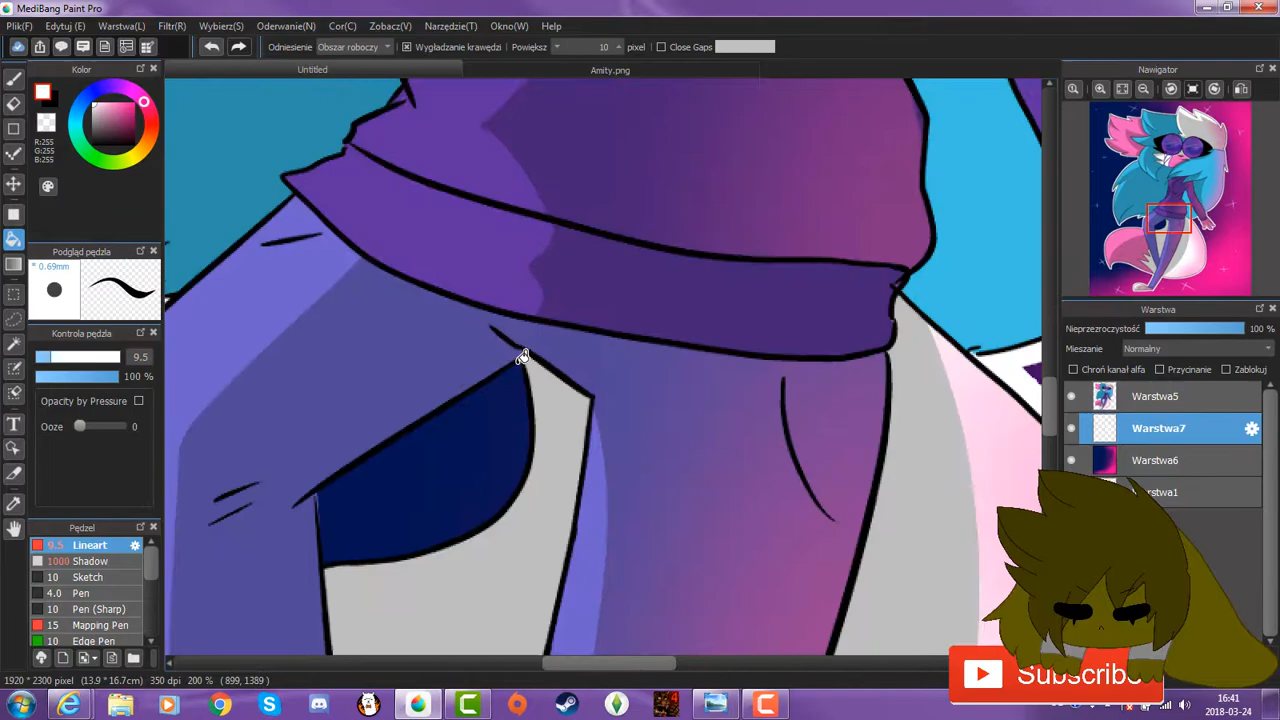 MediBang Paint Pro
Plik(F) Edytuj (E) Warstwa(L) Filtr(R) Wybierz(S) Oderwanie(N) Cor(C) Zobacz(V) Narzędzie(T) Okno(W) Help
Odniesienie Obszar roboczy Wygładzanie krawędzi Powiększ 10 pixel Close Gaps
Kolor
Untitled
Amity.png
Nawigator
R:255
G:255
B:255
Podgląd pędzla
* 0.69mm
Kontrola pędzla
9.5
100 %
Opacity by Pressure
Ooze 0
Warstwa
Nieprzezroczystość 100 %
Mieszanie Normalny
Chroń kanał alfa Przycinanie Zablokuj
Warstwa5
Warstwa7
Warstwa6
Pędzel
9.5 Lineart
1000 Shadow
10 Sketch
4.0 Pen
10 Pen (Sharp)
15 Mapping Pen
10 Edge Pen
Subscribe
1920 * 2300 pixel (13.9 * 16.7cm) 350 dpi 200 % ( 899, 1389 )
16:41
2018-03-24